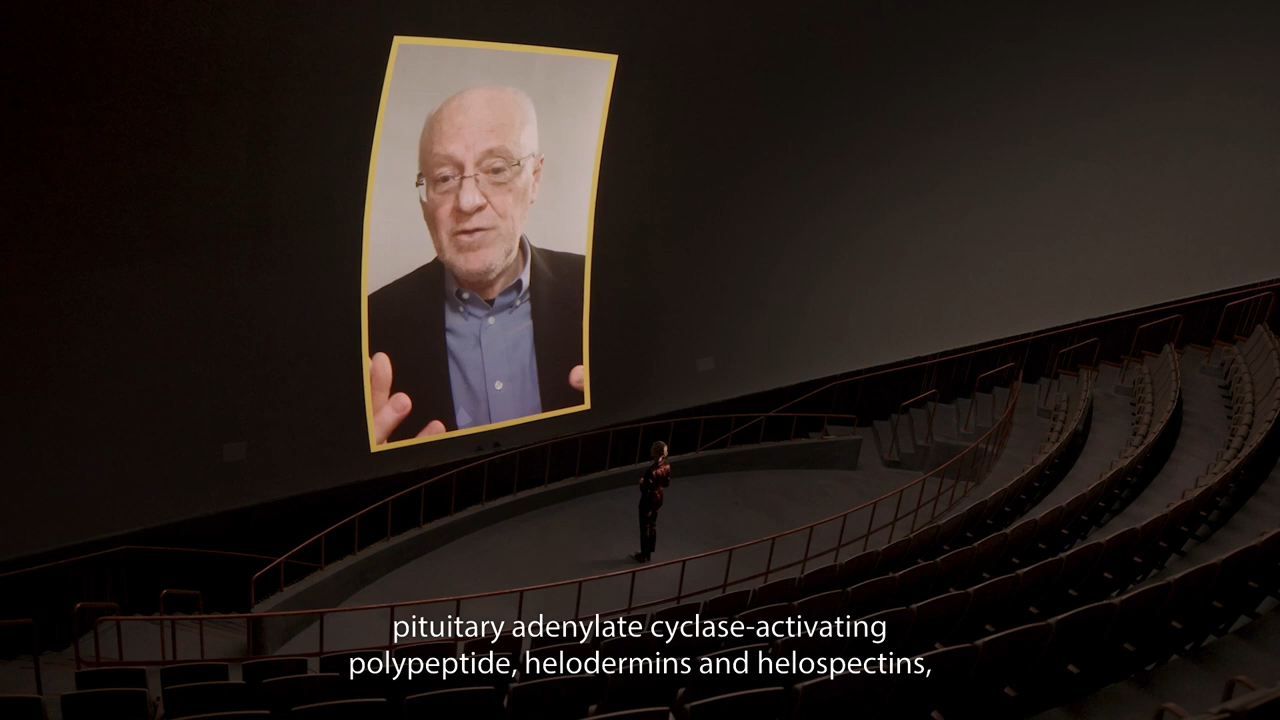 pituitary adenylate cyclase-activating
polypeptide, helodermins and helospectins,